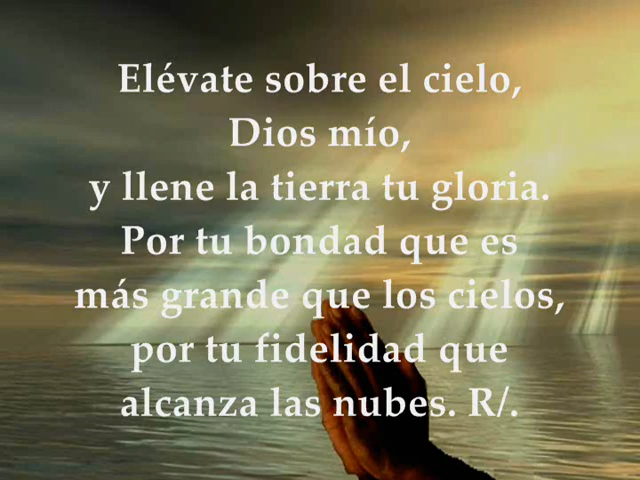 Elévate sobre el cielo,
Dios mío,
y llene la tierra tu gloria.
Por tu bondad que es
más grande que los cielos,
por tu fidelidad que
alcanza las nubes. R/.